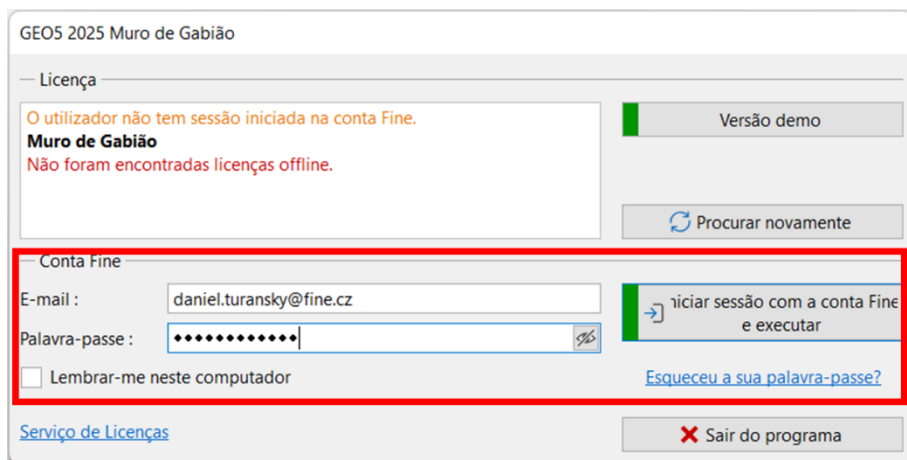 GEO5 2025 Muro de Gabião
Licença
O utilizador não tem sessão iniciada na conta Fine.
Muro de Gabião
Não foram encontradas licenças offline.
Versão demo
Procurar novamente
Conta Fine
E-mail :
daniel.turansky@fine.cz
Palavra-passe :
●●●●●●●●●●●●
niciar sessão com a conta Fine
e executar
Lembrar-me neste computador
Esqueceu a sua palavra-passe?
Serviço de Licenças
Sair do programa